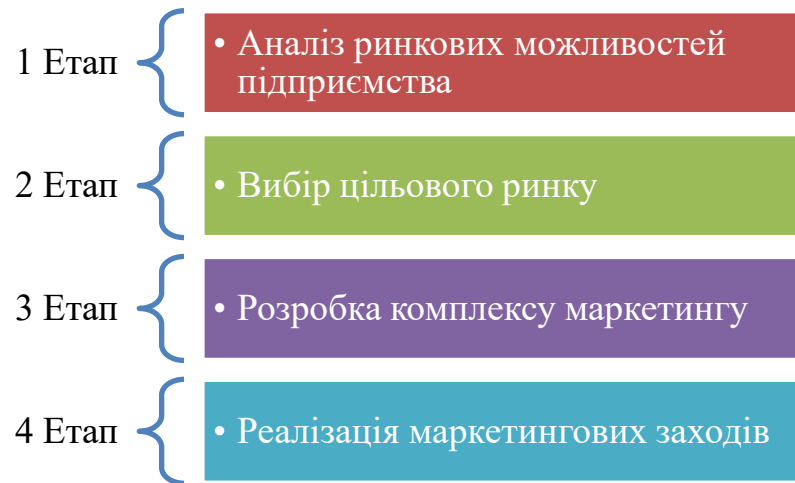 1 Етап
• Аналіз ринкових можливостей
підприємства
2 Етап
• Вибір цільового ринку
3 Етап
• Розробка комплексу маркетингу
4 Етап
• Реалізація маркетингових заходів